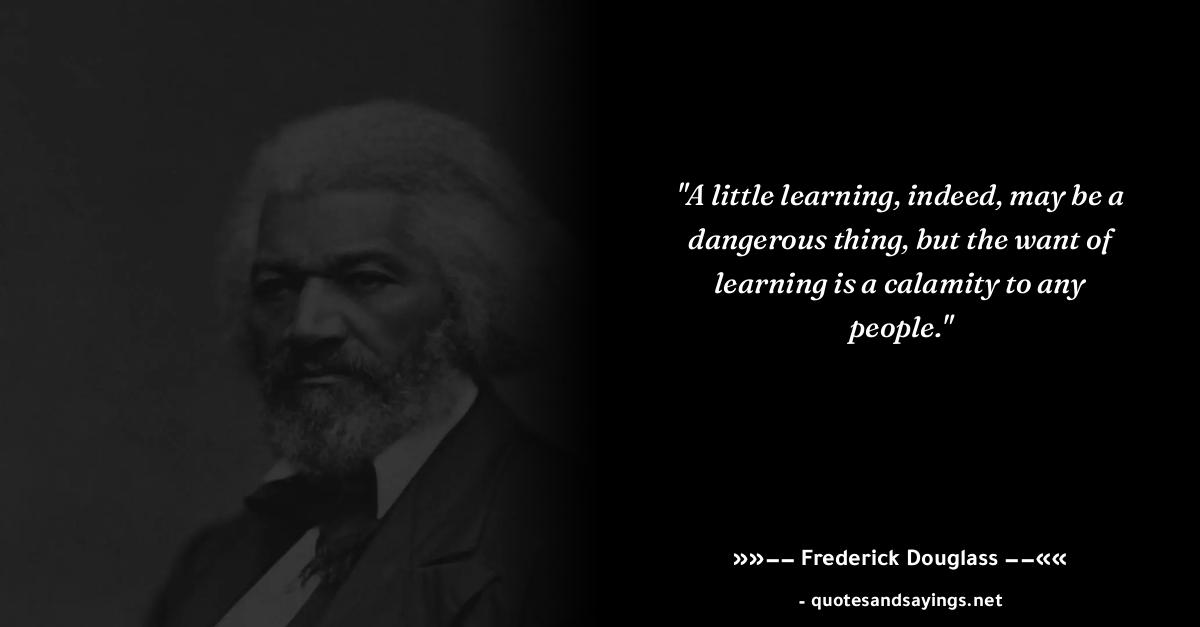 "A little learning, indeed, may be a
dangerous thing, but the want of
learning is a calamity to any
people."
»»−− Frederick Douglass −−««
- quotesandsayings.net